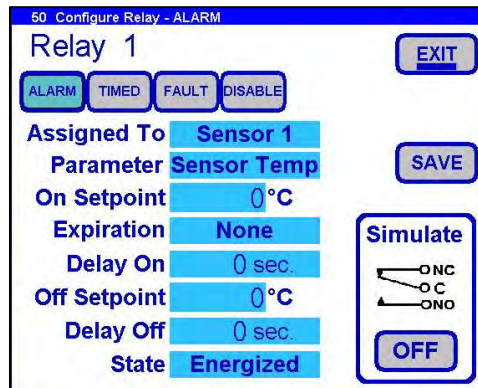 50 Configure Relay - ALARM
Relay 1
EXIT
ALARM TIMED FAULT DISABLE
Assigned To Sensor 1
Parameter Sensor Temp
SAVE
On Setpoint 0°C
Expiration None
Simulate
Delay On 0 sec.
NC
C
NO
Off Setpoint 0°C
Delay Off 0 sec.
OFF
State Energized